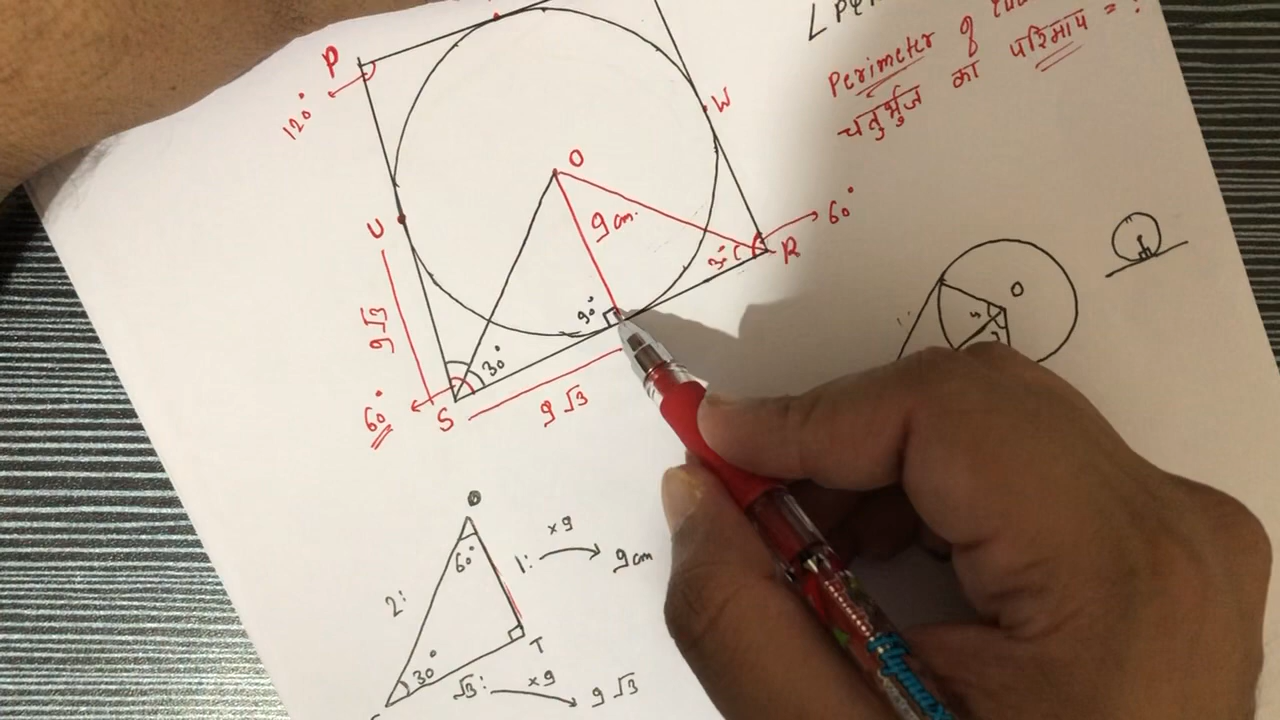 P
120°
Perimeter of
चतुर्भुज का परिमाप = ?
W
O
U
9 cm.
60°
R
30°
90°
O
9√3
30°
60°
S
9√3
O
60°
1:
×9
9 cm
2:
T
30°
√3:
×9
9√3